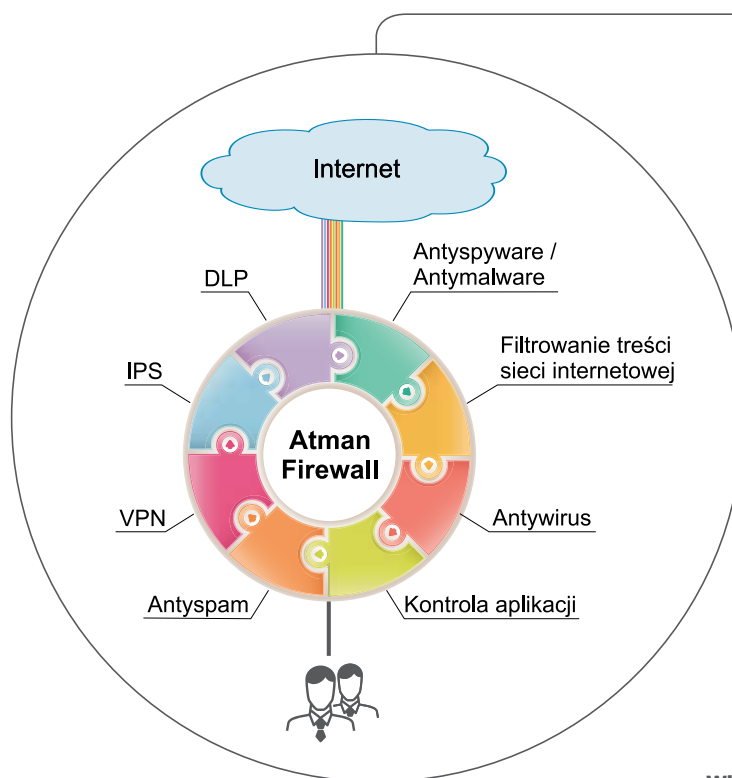 Internet
DLP
Antyspyware /
Antymalware
IPS
Filtrowanie treści
sieci internetowej
Atman
Firewall
VPN
Antywirus
Antyspam
Kontrola aplikacji